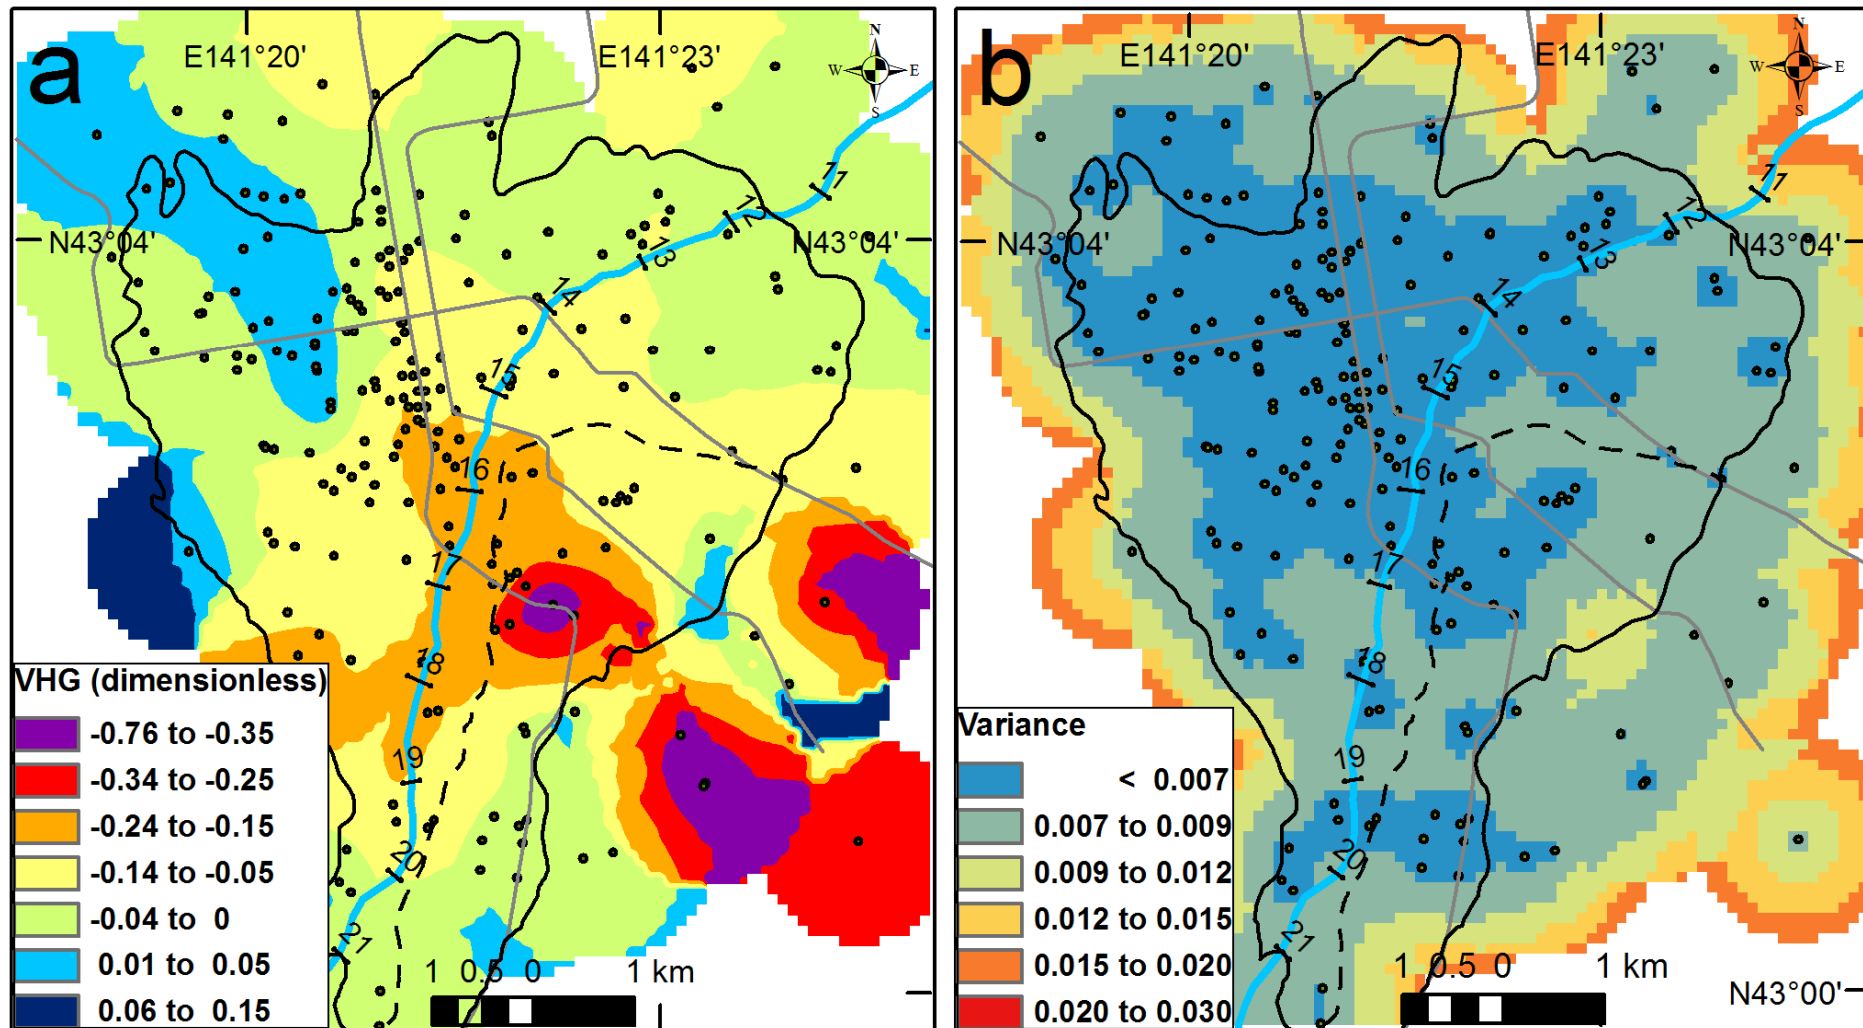 a
E141°20'
E141°23'
N
W
E
S
N43°04'
N43°04'
11
12
13
14
15
16
17
18
19
20
21
VHG (dimensionless)
-0.76 to -0.35
-0.34 to -0.25
-0.24 to -0.15
-0.14 to -0.05
-0.04 to 0
0.01 to 0.05
0.06 to 0.15
1 0.5 0 1 km
b
E141°20'
E141°23'
N
W
E
S
N43°04'
N43°04'
11
12
13
14
15
16
17
18
19
20
21
Variance
< 0.007
0.007 to 0.009
0.009 to 0.012
0.012 to 0.015
0.015 to 0.020
0.020 to 0.030
1 0.5 0 1 km
N43°00'